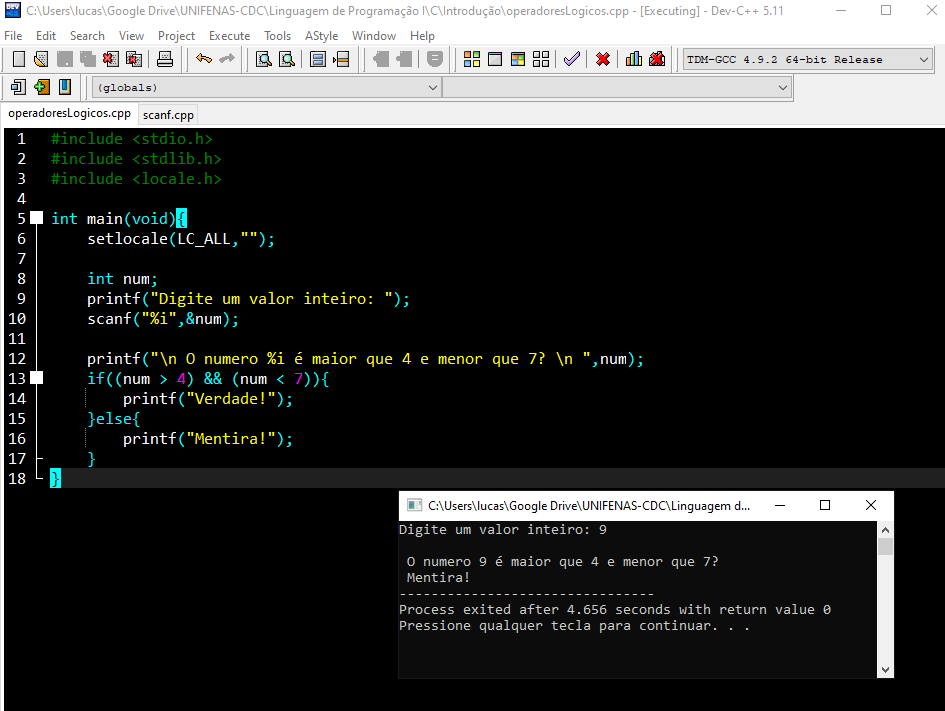 C:\Users\lucas\Google Drive\UNIFENAS-CDC\Linguagem de Programação I\C\Introdução\operadoresLogicos.cpp - [Executing] - Dev-C++ 5.11
File Edit Search View Project Execute Tools AStyle Window Help
TDM-GCC 4.9.2 64-bit Release
(globals)
operadoresLogicos.cpp scanf.cpp
1 #include <stdio.h>
2 #include <stdlib.h>
3 #include <locale.h>
4
5 int main(void){
6 setlocale(LC_ALL,"");
7
8 int num;
9 printf("Digite um valor inteiro: ");
10 scanf("%i",&num);
11
12 printf("\n O numero %i é maior que 4 e menor que 7? \n ",num);
13 if((num > 4) && (num < 7)){
14 printf("Verdade!");
15 }else{
16 printf("Mentira!");
17 }
18 }
C:\Users\lucas\Google Drive\UNIFENAS-CDC\Linguagem d...
Digite um valor inteiro: 9
O numero 9 é maior que 4 e menor que 7?
Mentira!
--------------------------------
Process exited after 4.656 seconds with return value 0
Pressione qualquer tecla para continuar. . .